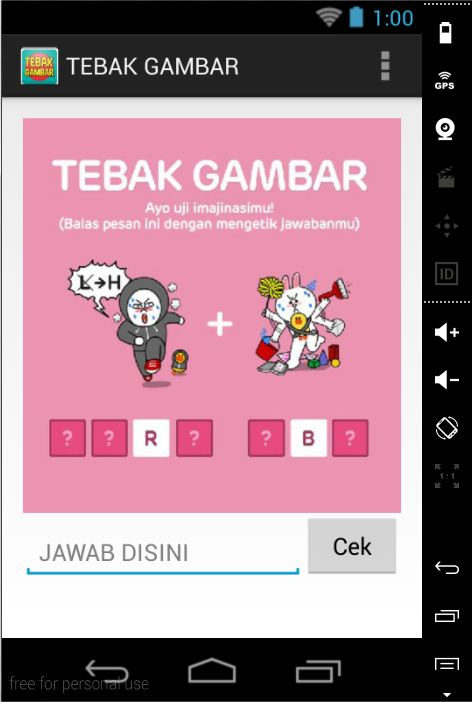 1:00
TEBAK
GAMBAR
TEBAK GAMBAR
GPS
TEBAK GAMBAR
Ayo uji imajinasimu!
(Balas pesan ini dengan mengetik jawabanmu)
L→H
+
? ? R ? ? B ?
JAWAB DISINI
Cek
ID
+
-
1:1
free for personal use